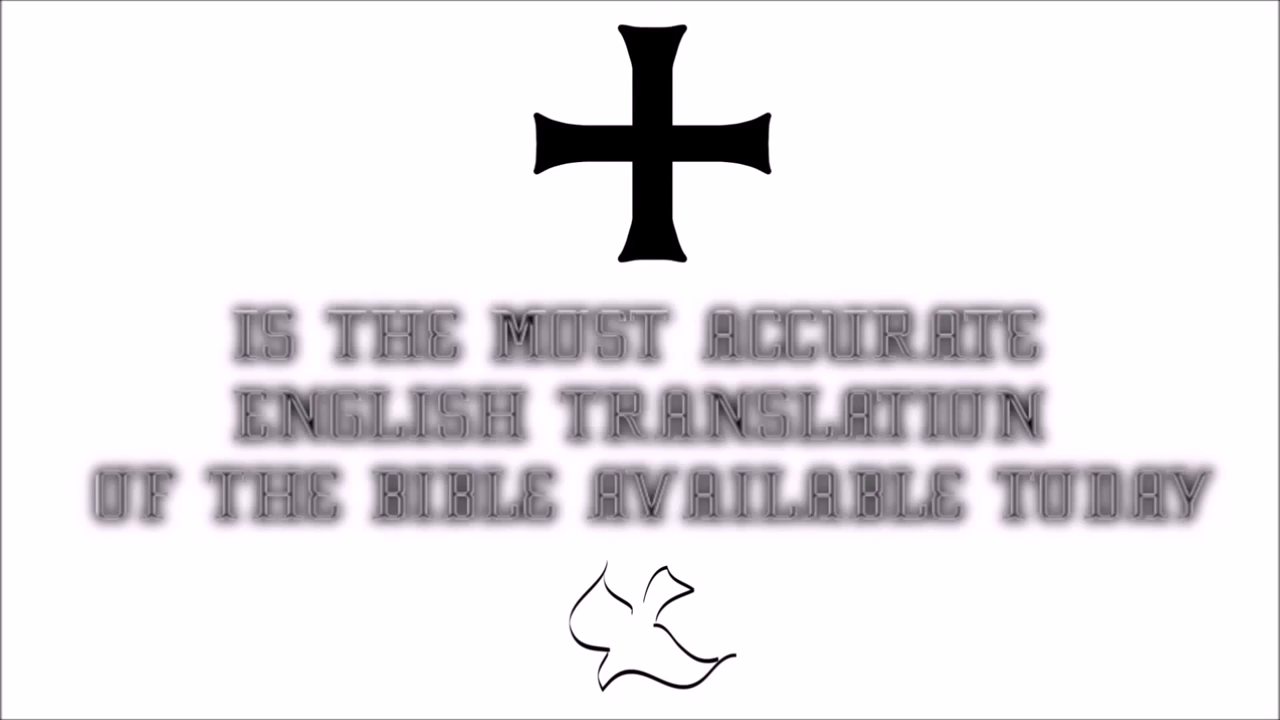 IS THE MOST ACCURATE
ENGLISH TRANSLATION
OF THE BIBLE AVAILABLE TODAY